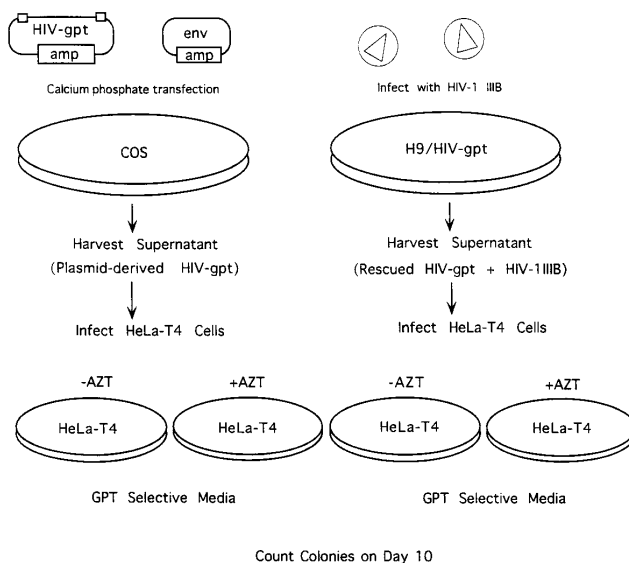 HIV-gpt
amp
env
amp
Calcium phosphate transfection
Infect with HIV-1 IIIB
COS
H9/HIV-gpt
Harvest Supernatant
(Plasmid-derived HIV-gpt)
Harvest Supernatant
(Rescued HIV-gpt + HIV-1IIIB)
Infect HeLa-T4 Cells
Infect HeLa-T4 Cells
-AZT
+AZT
-AZT
+AZT
HeLa-T4
HeLa-T4
HeLa-T4
HeLa-T4
GPT Selective Media
GPT Selective Media
Count Colonies on Day 10